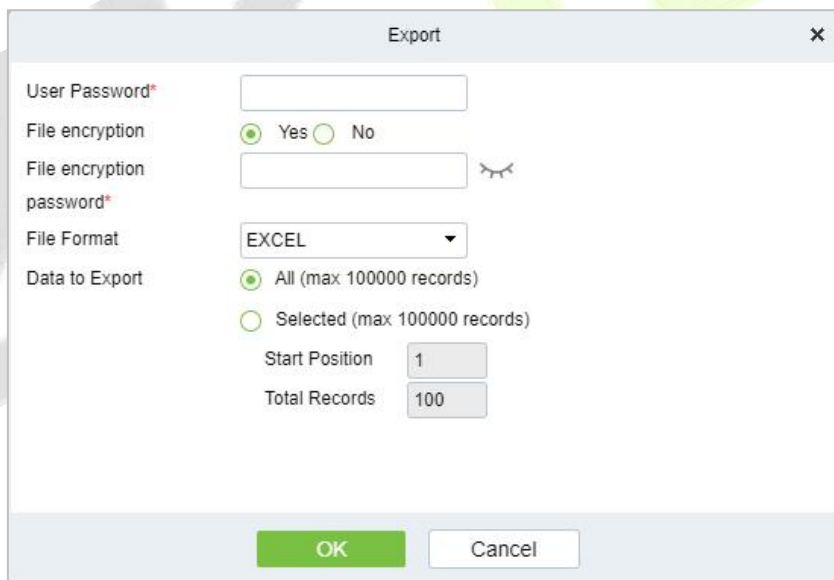 Export
User Password*
File encryption Yes No
File encryption
password*
File Format EXCEL
Data to Export All (max 100000 records)
Selected (max 100000 records)
Start Position 1
Total Records 100
OK Cancel